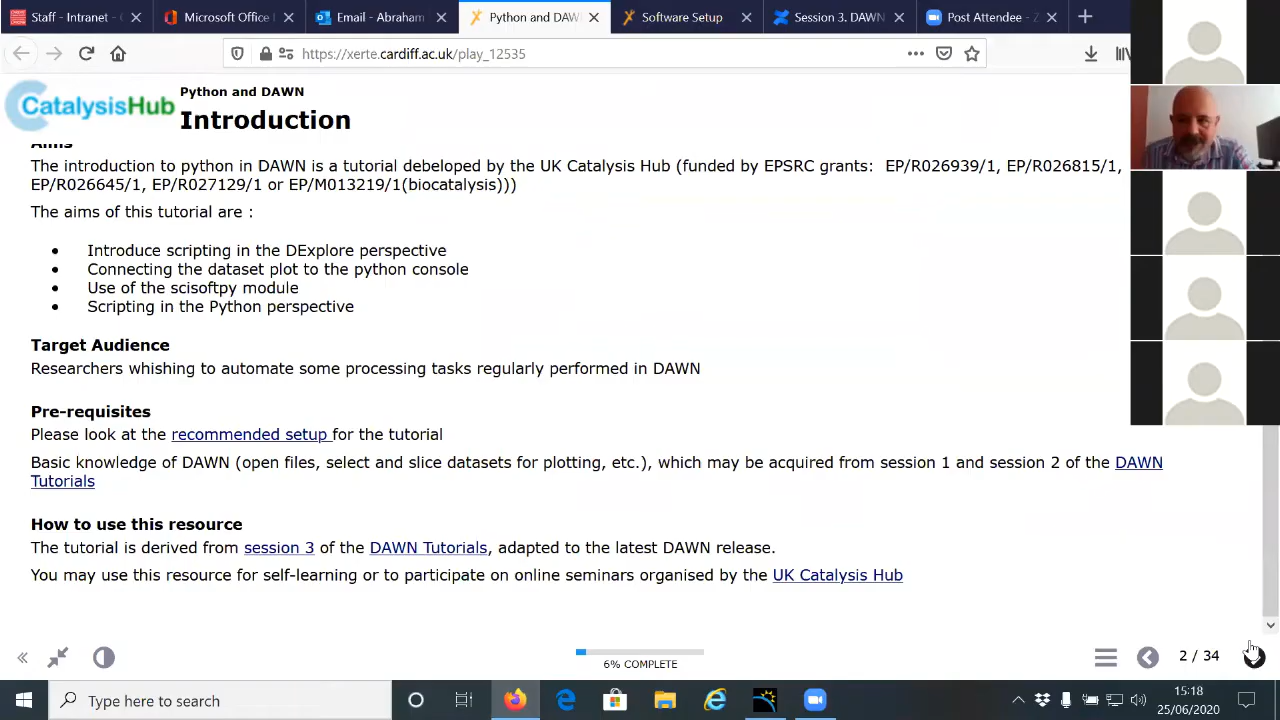 Staff - Intranet - C
Microsoft Office
Email - Abraham
Python and DAW
Software Setup
Session 3. DAWN
Post Attendee - Z
https://xerte.cardiff.ac.uk/play_12535
CatalysisHub
Python and DAWN
Introduction
Aims
The introduction to python in DAWN is a tutorial debeloped by the UK Catalysis Hub (funded by EPSRC grants: EP/R026939/1, EP/R026815/1,
EP/R026645/1, EP/R027129/1 or EP/M013219/1(biocatalysis)))
The aims of this tutorial are :
• Introduce scripting in the DExplore perspective
• Connecting the dataset plot to the python console
• Use of the scisoftpy module
• Scripting in the Python perspective
Target Audience
Researchers whishing to automate some processing tasks regularly performed in DAWN
Pre-requisites
Please look at the recommended setup for the tutorial
Basic knowledge of DAWN (open files, select and slice datasets for plotting, etc.), which may be acquired from session 1 and session 2 of the DAWN
Tutorials
How to use this resource
The tutorial is derived from session 3 of the DAWN Tutorials, adapted to the latest DAWN release.
You may use this resource for self-learning or to participate on online seminars organised by the UK Catalysis Hub
6% COMPLETE
2 / 34
Type here to search
15:18
25/06/2020